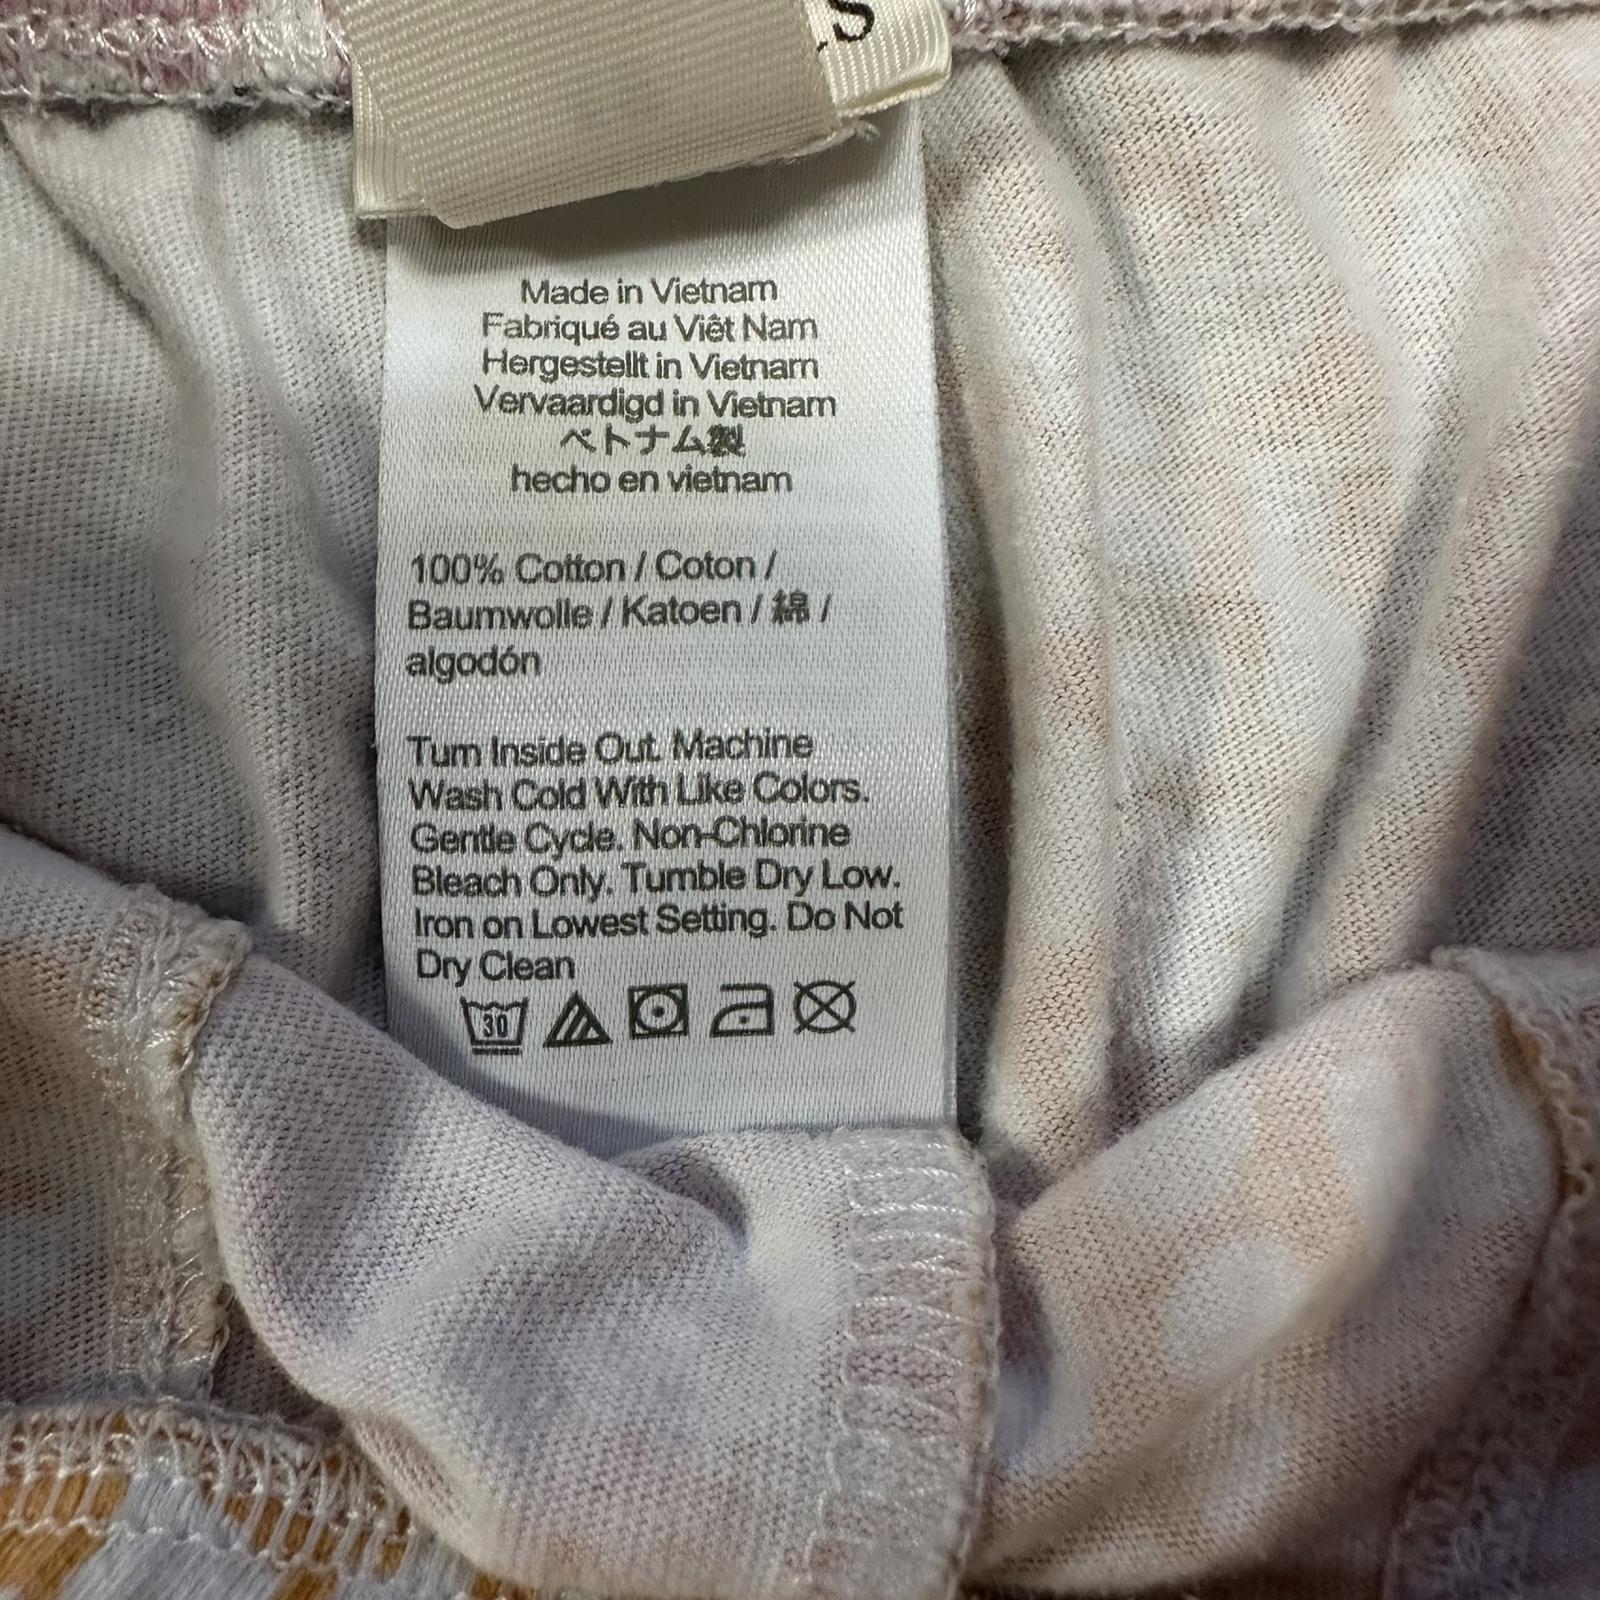 S
Made in Vietnam
Fabriqué au Viêt Nam
Hergestellt in Vietnam
Vervaardigd in Vietnam
ベトナム製
hecho en vietnam
100% Cotton / Coton /
Baumwolle / Katoen / 綿 /
algodón
Turn Inside Out. Machine
Wash Cold With Like Colors.
Gentle Cycle. Non-Chlorine
Bleach Only. Tumble Dry Low.
Iron on Lowest Setting. Do Not
Dry Clean
30